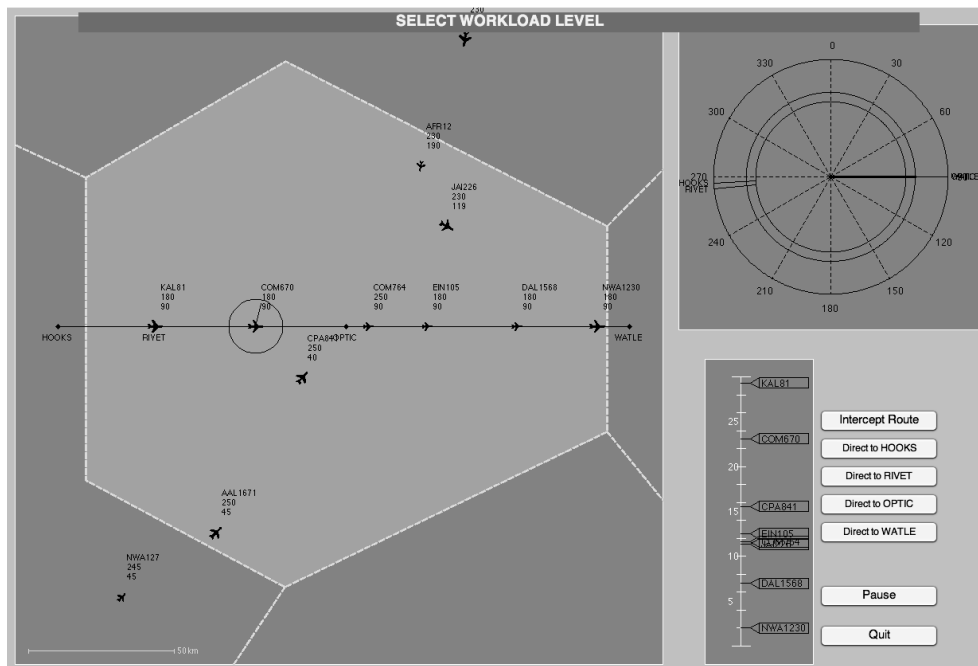 SELECT WORKLOAD LEVEL
230
AFR12
230
190
JAI226
230
119
KAL81
180
90
COM670
180
90
COM764
250
90
EIN105
180
90
DAL1568
180
90
NWA1230
180
90
HOOKS
RIVET
CPA841
OPTIC
250
40
WATLE
AAL1671
250
45
NWA127
245
45
50 km
0
30
60
120
150
180
210
240
270
300
330
HOOKS
RIVET
KAL81
25
COM670
20
CPA841
15
EIN105
10
DAL1568
5
NWA1230
Intercept Route
Direct to HOOKS
Direct to RIVET
Direct to OPTIC
Direct to WATLE
Pause
Quit